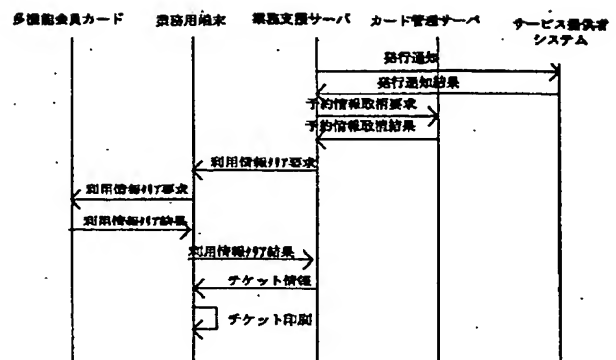 多機能会員カード
業務用端末
業務支援サーバ
カード管理サーバ
サービス提供者
システム
発行通知
発行通知結果
予約情報取消要求
予約情報取消結果
利用情報クリア要求
利用情報クリア要求
利用情報クリア結果
利用情報クリア結果
チケット情報
チケット印刷